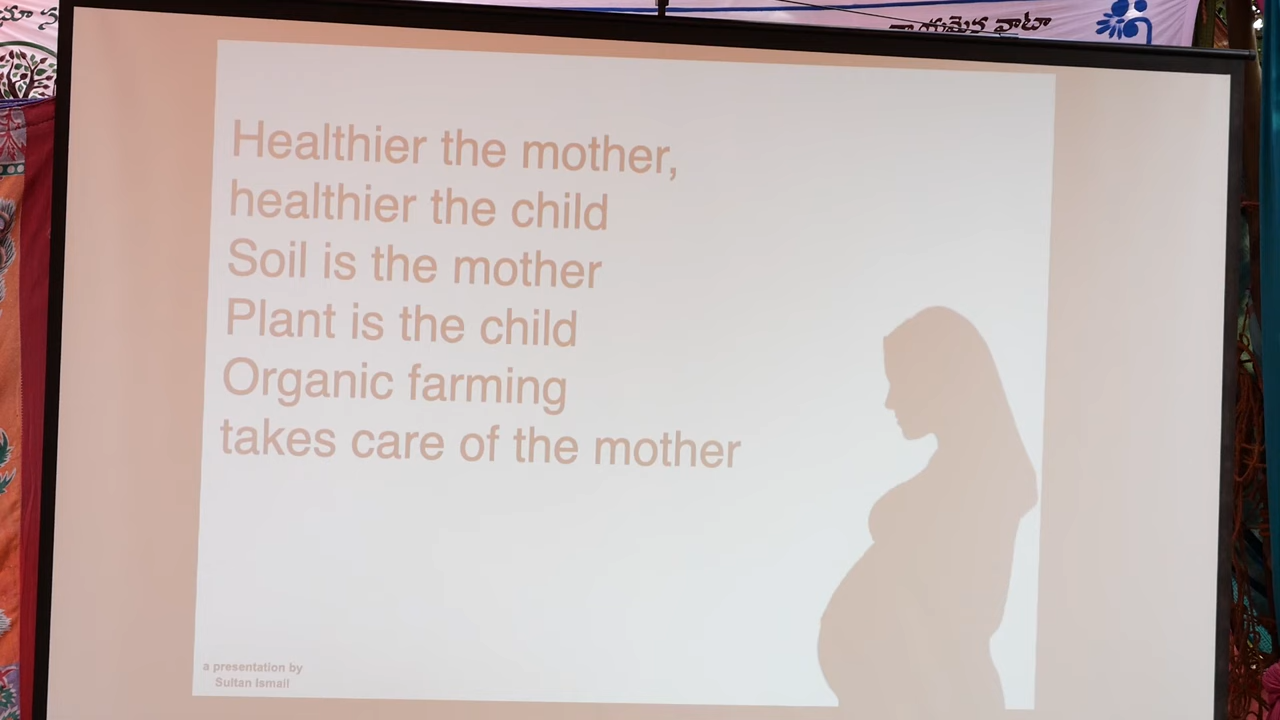 వాటా
Healthier the mother,
healthier the child
Soil is the mother
Plant is the child
Organic farming
takes care of the mother
a presentation by
Sultan Ismail